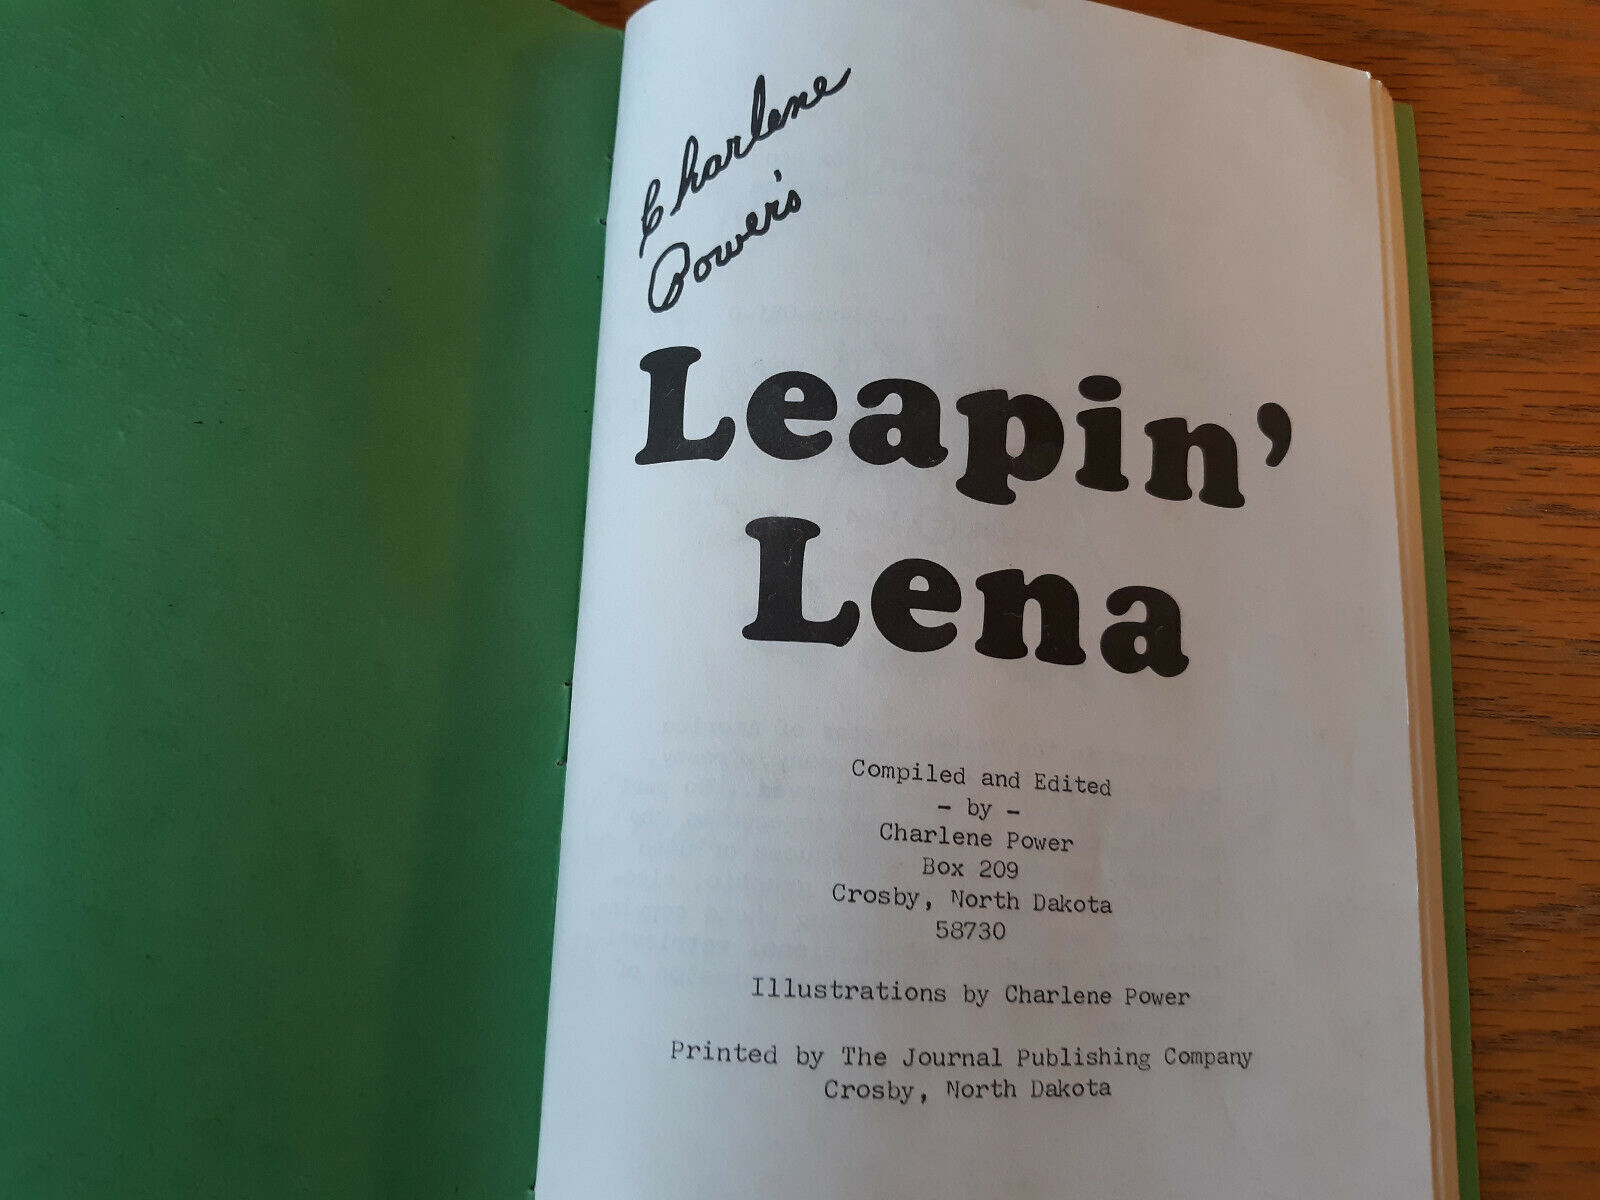 Charlene
Power's
Leapin'
Lena
Compiled and Edited
- by -
Charlene Power
Box 209
Crosby, North Dakota
58730
Illustrations by Charlene Power
Printed by The Journal Publishing Company
Crosby, North Dakota